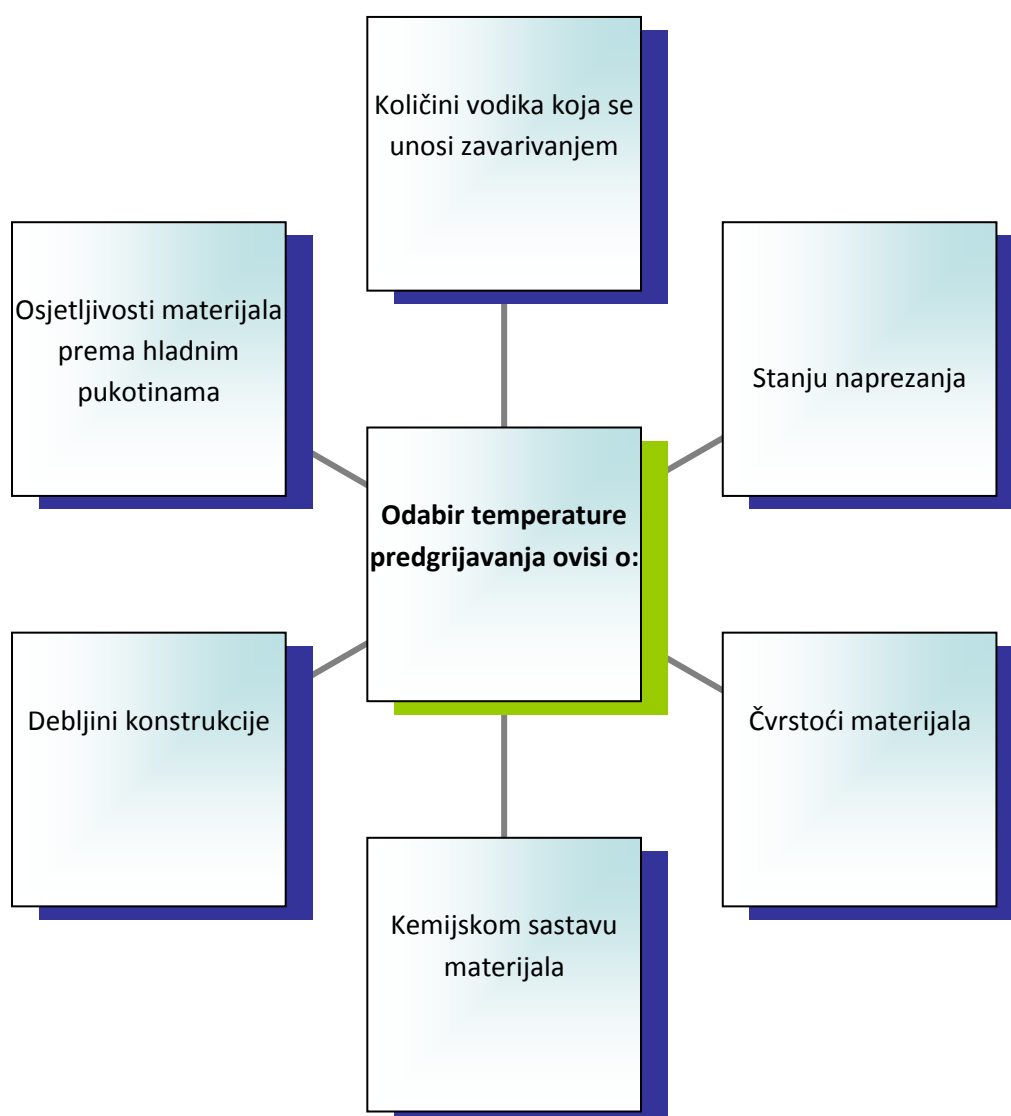 Količini vodika koja se
unosi zavarivanjem
Osjetljivosti materijala
prema hladnim
pukotinama
Stanju naprezanja
Odabir temperature
predgrijavanja ovisi o:
Debljini konstrukcije
Čvrstoći materijala
Kemijskom sastavu
materijala